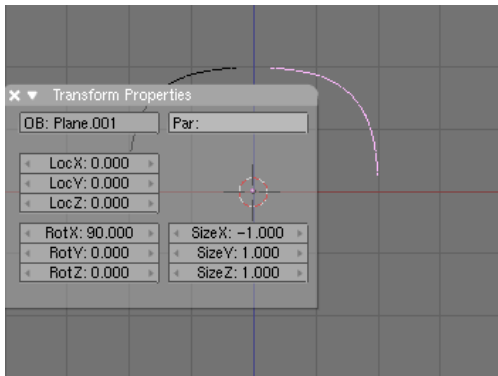 Transform Properties
OB: Plane.001 Par:
LocX: 0.000
LocY: 0.000
LocZ: 0.000
RotX: 90.000 SizeX: -1.000
RotY: 0.000 SizeY: 1.000
RotZ: 0.000 SizeZ: 1.000